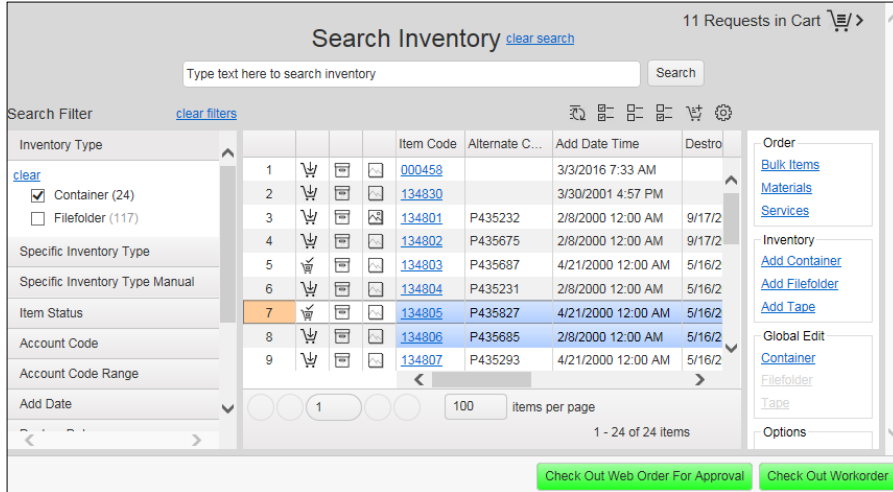 11 Requests in Cart
Search Inventory clear search
Type text here to search inventory Search
Search Filter clear filters
Inventory Type
clear
Container (24)
Filefolder (117)
Specific Inventory Type
Specific Inventory Type Manual
Item Status
Account Code
Account Code Range
Add Date
Item Code Alternate C... Add Date Time Destro
1 000458 3/3/2016 7:33 AM
2 134830 3/30/2001 4:57 PM
3 134801 P435232 2/8/2000 12:00 AM 9/17/2
4 134802 P435675 2/8/2000 12:00 AM 9/17/2
5 134803 P435687 4/21/2000 12:00 AM 5/16/2
6 134804 P435231 2/8/2000 12:00 AM 5/16/2
7 134805 P435827 4/21/2000 12:00 AM 5/16/2
8 134806 P435685 2/8/2000 12:00 AM 5/16/2
9 134807 P435293 4/21/2000 12:00 AM 5/16/2
1 100 items per page
1 - 24 of 24 items
Order
Bulk Items
Materials
Services
Inventory
Add Container
Add Filefolder
Add Tape
Global Edit
Container
Filefolder
Tape
Options
Check Out Web Order For Approval Check Out Workorder